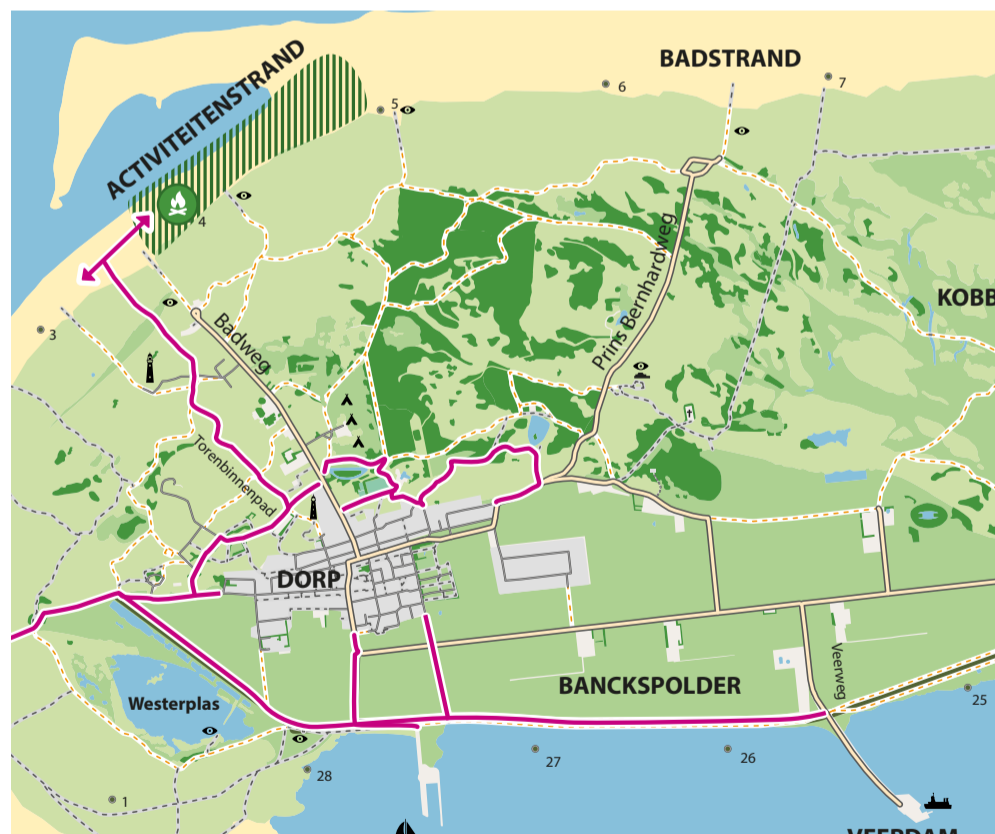 BADSTRAND
ACTIVITEITENSTRAND
5
6
7
4
3
KOBB
Badweg
Prins Bernhardweg
Torenbinnenpad
DORP
Veerweg
BANCKSPOLDER
Westerplas
25
26
27
28
1
VEERDAM